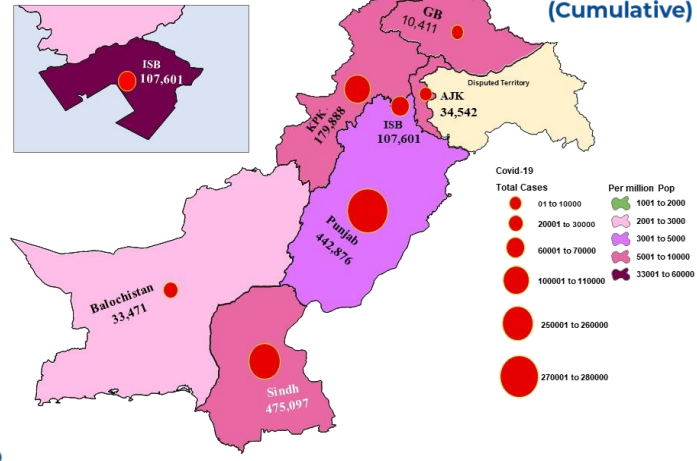 (Cumulative)
GB
10,411
ISB
107,601
Disputed Territory
AJK
34,542
KPK
179,888
ISB
107,601
Punjab
442,876
Balochistan
33,471
Sindh
475,097
Covid-19
Total Cases
01 to 10000
20001 to 30000
60001 to 70000
100001 to 110000
250001 to 260000
270001 to 280000
Per million Pop
1001 to 2000
2001 to 3000
3001 to 5000
5001 to 10000
33001 to 60000